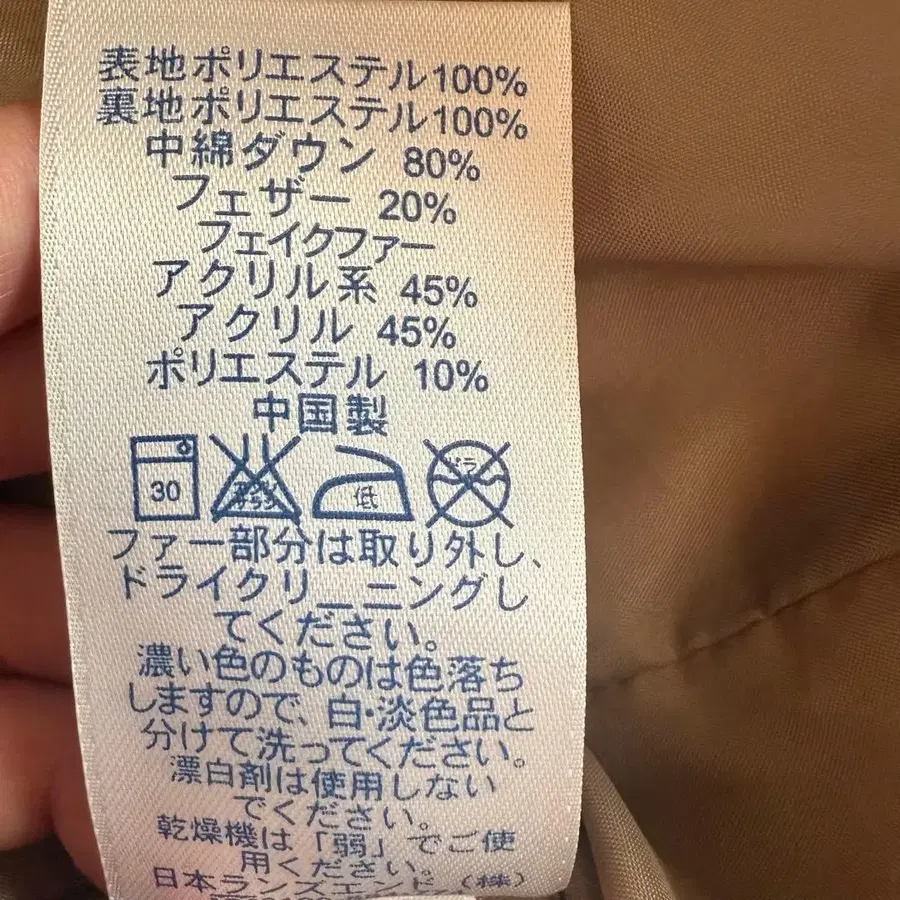 表地ポリエステル100%
裏地ポリエステル100%
中綿ダウン 80%
フェザー 20%
フェイクファー
アクリル系 45%
アクリル 45%
ポリエステル 10%
中国製
30 低 ドライ
ファー部分は取り外し、
ドライクリーニングし
てください。
濃い色のものは色落ち
しますので、白・淡色品と
分けて洗ってください。
漂白剤は使用しない
でください。
乾燥機は「弱」でご使
用ください。
日本ランズエンド(株)